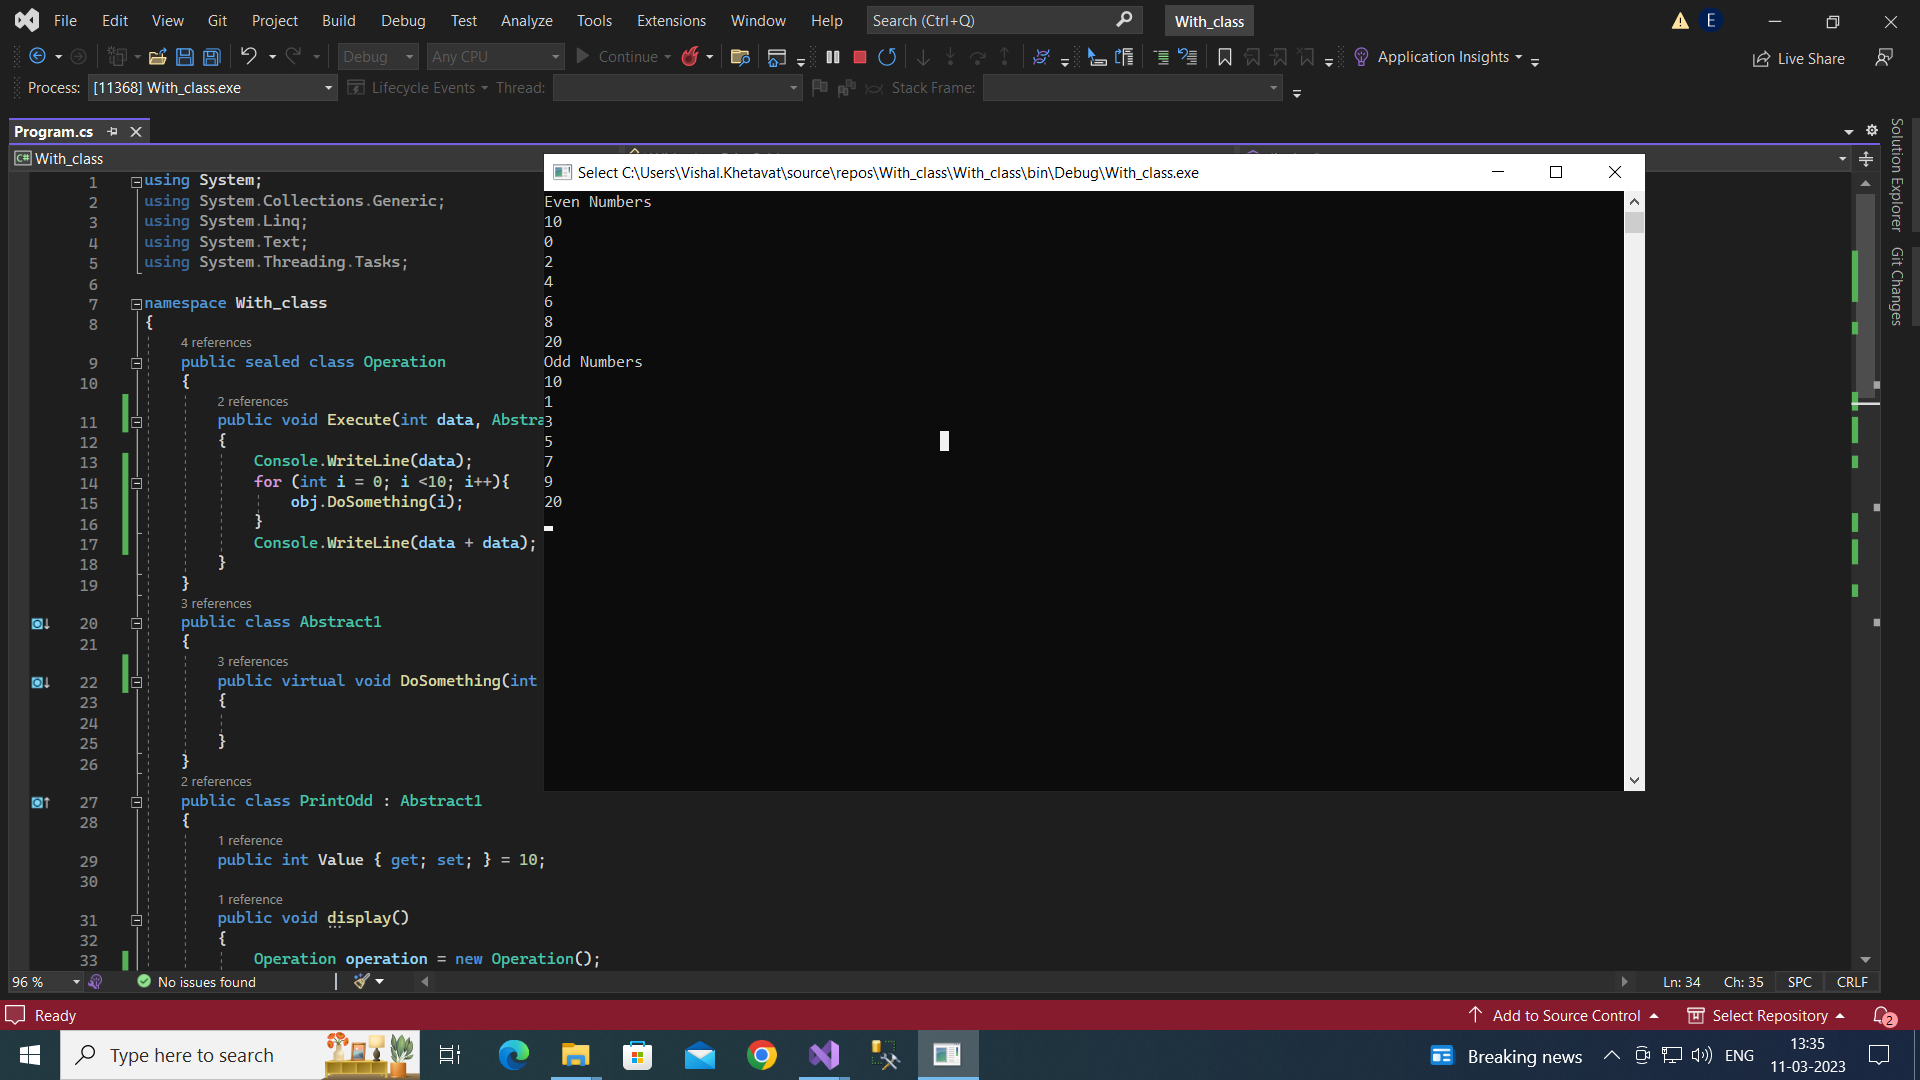 File Edit View Git Project Build Debug Test Analyze Tools Extensions Window Help Search (Ctrl+Q) With_class E
Debug Any CPU Continue Application Insights Live Share
Process: [11368] With_class.exe Lifecycle Events Thread: Stack Frame:
Program.cs
C# With_class
Select C:\Users\Vishal.Khetavat\source\repos\With_class\With_class\bin\Debug\With_class.exe
Even Numbers
10
0
2
4
6
8
20
Odd Numbers
10
1
3
5
7
9
20
1 using System;
2 using System.Collections.Generic;
3 using System.Linq;
4 using System.Text;
5 using System.Threading.Tasks;
6
7 namespace With_class
8 {
4 references
9 public sealed class Operation
10 {
2 references
11 public void Execute(int data, Abstra
12 {
13 Console.WriteLine(data);
14 for (int i = 0; i <10; i++){
15 obj.DoSomething(i);
16 }
17 Console.WriteLine(data + data);
18 }
19 }
3 references
20 public class Abstract1
21 {
3 references
22 public virtual void DoSomething(int
23 {
24
25 }
26 }
2 references
27 public class PrintOdd : Abstract1
28 {
1 reference
29 public int Value { get; set; } = 10;
30
1 reference
31 public void display()
32 {
33 Operation operation = new Operation();
Solution Explorer
Git Changes
96 % No issues found Ln: 34 Ch: 35 SPC CRLF
Ready Add to Source Control Select Repository 2
Type here to search Breaking news ENG 13:35
11-03-2023